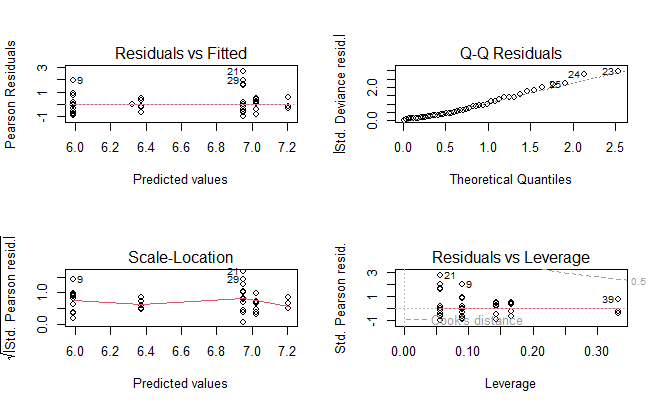 Residuals vs Fitted
Pearson Residuals
3
1
-1
9
21
29
6.0 6.2 6.4 6.6 6.8 7.0 7.2
Predicted values
Q-Q Residuals
|Std. Deviance resid.|
2.0
0.0
24
23
25
0.0 0.5 1.0 1.5 2.0 2.5
Theoretical Quantiles
Scale-Location
√|Std. Pearson resid.|
1.0
0.0
9
21
29
6.0 6.2 6.4 6.6 6.8 7.0 7.2
Predicted values
Residuals vs Leverage
Std. Pearson resid.
3
1
-1
21
9
39
0.5
Cook's distance
0.00 0.10 0.20 0.30
Leverage